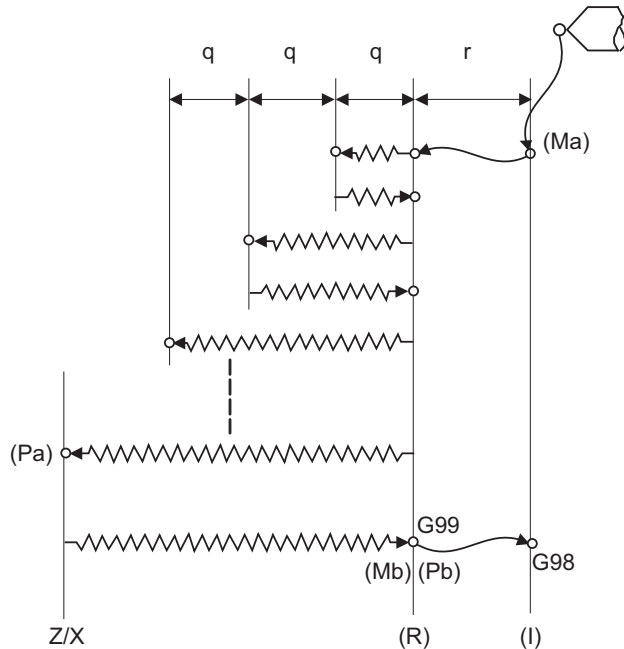 q q q r
(Ma)
(Pa)
G99
(Mb) (Pb)
G98
Z/X (R) (I)